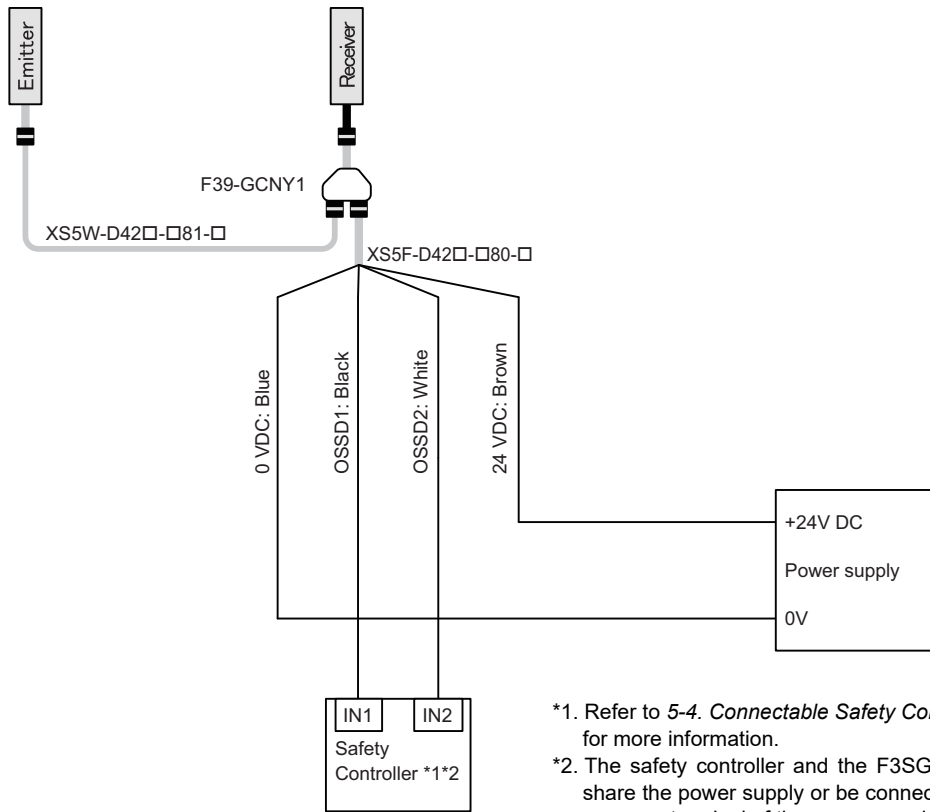 Emitter
Receiver
F39-GCNY1
XS5W-D42□-□81-□
XS5F-D42□-□80-□
0 VDC: Blue
OSSD1: Black
OSSD2: White
24 VDC: Brown
+24V DC
Power supply
0V
IN1
IN2
Safety
Controller *1*2
*1. Refer to 5-4. Connectable Safety
for more information.
*2. The safety controller and the F3SG
share the power supply or be